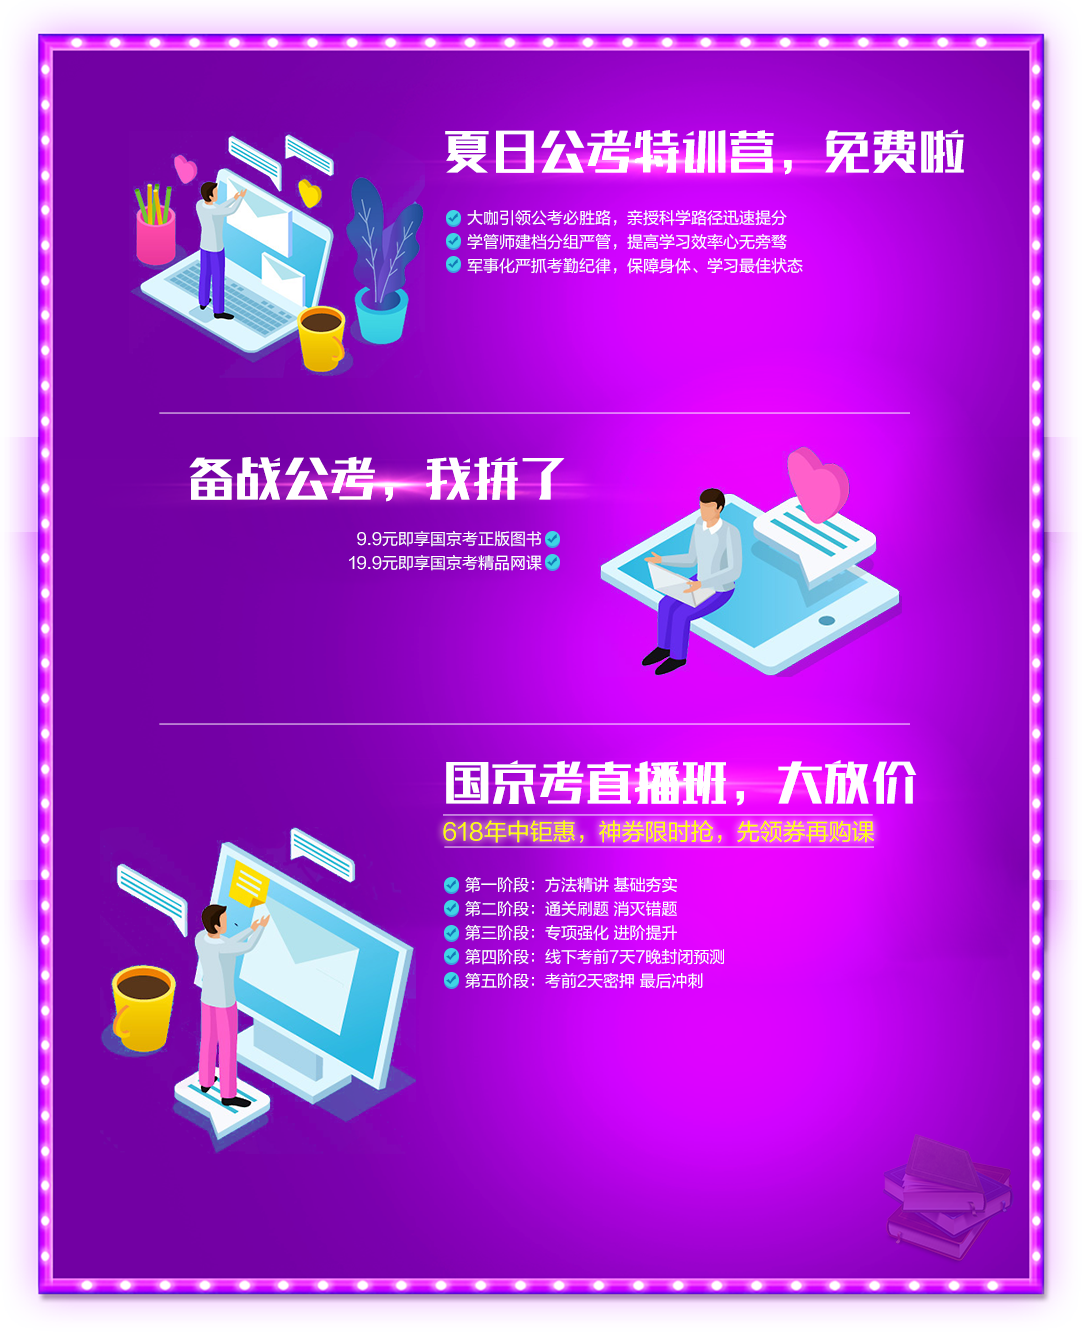 夏日公考特训营，免费啦
大咖引领公考必胜路，亲授科学路径迅速提分
学管师建档分组严管，提高学习效率心无旁骛
军事化严抓考勤纪律，保障身体、学习最佳状态
备战公考，我拼了
9.9元即享国京考正版图书
19.9元即享国京考精品网课
国京考直播班，大放价
618年中钜惠，神券限时抢，先领券再购课
第一阶段：方法精讲 基础夯实
第二阶段：通关刷题 消灭错题
第三阶段：专项强化 进阶提升
第四阶段：线下考前7天7晚封闭预测
第五阶段：考前2天密押 最后冲刺